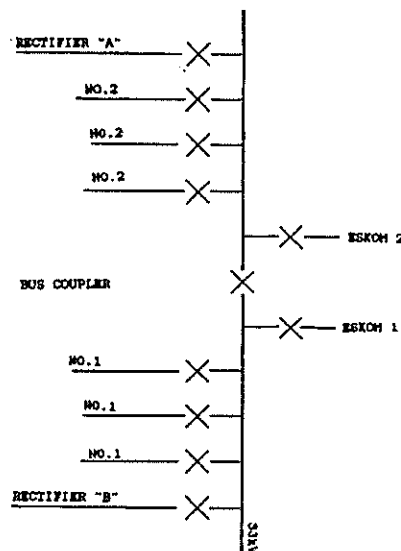 RECTIFIER "A"
NO.2
NO.2
NO.2
ESKOM 2
BUS COUPLER
ESKOM 1
NO.1
NO.1
NO.1
RECTIFIER "B"
33kV